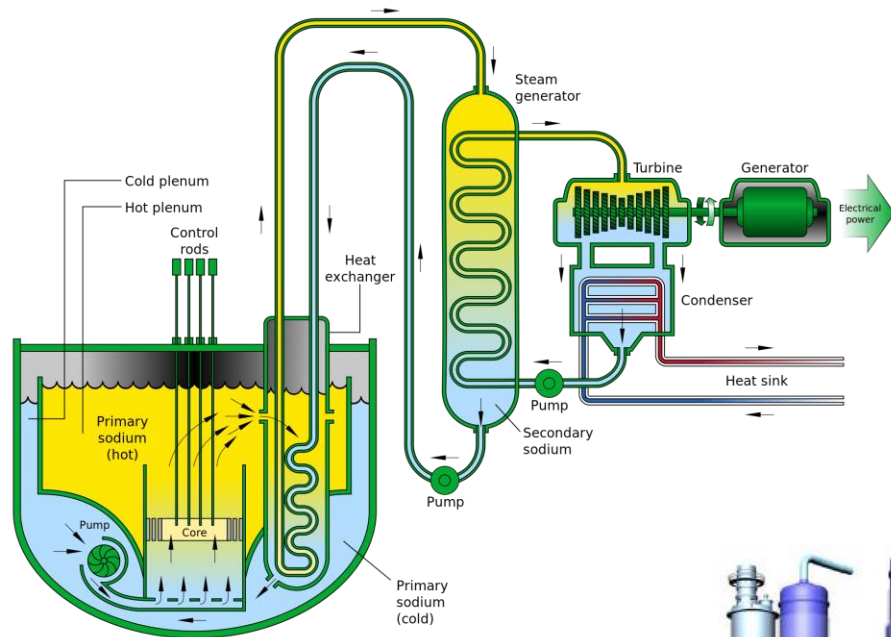 Steam
generator
Turbine
Generator
Electrical
power
Cold plenum
Hot plenum
Control
rods
Heat
exchanger
Condenser
Heat sink
Pump
Secondary
sodium
Pump
Primary
sodium
(hot)
Pump
Core
Primary
sodium
(cold)